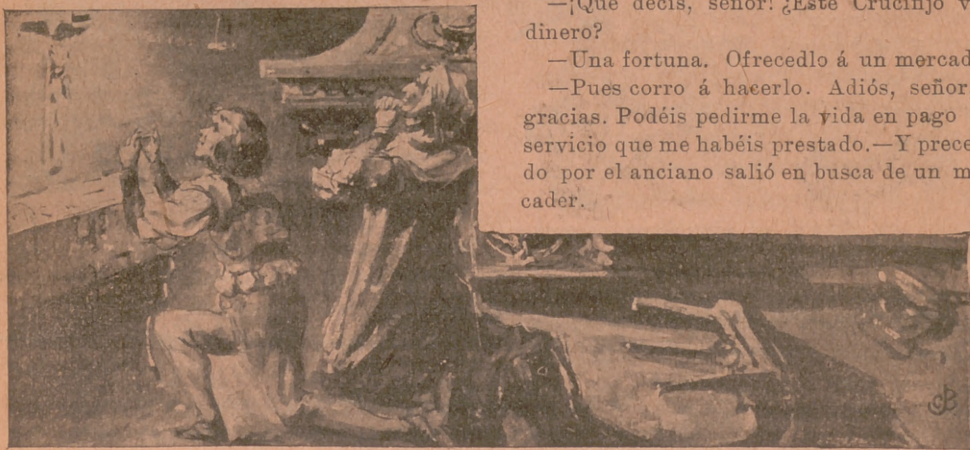 —¡Qué decís, señor! ¿Este Crucifijo v
dinero?
—Una fortuna. Ofrecedlo á un mercad
—Pues corro á hacerlo. Adiós, señor
gracias. Podéis pedirme la vida en pago
servicio que me habéis prestado.—Y prece
do por el anciano salió en busca de un m
cader.